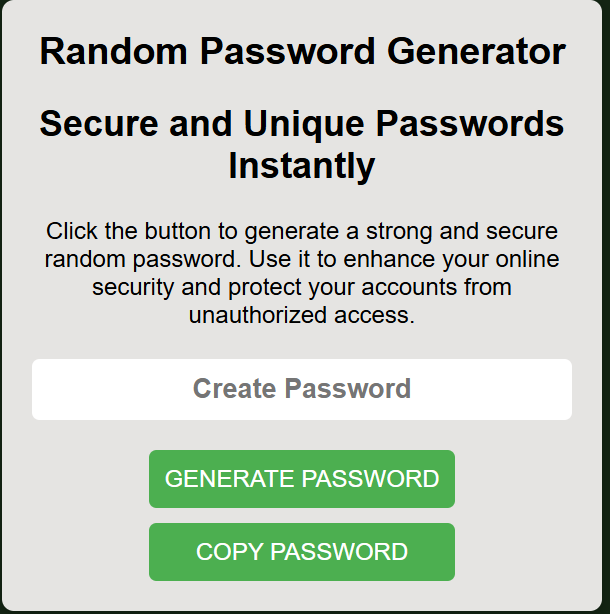 Random Password Generator
Secure and Unique Passwords
Instantly
Click the button to generate a strong and secure
random password. Use it to enhance your online
security and protect your accounts from
unauthorized access.
Create Password
GENERATE PASSWORD
COPY PASSWORD